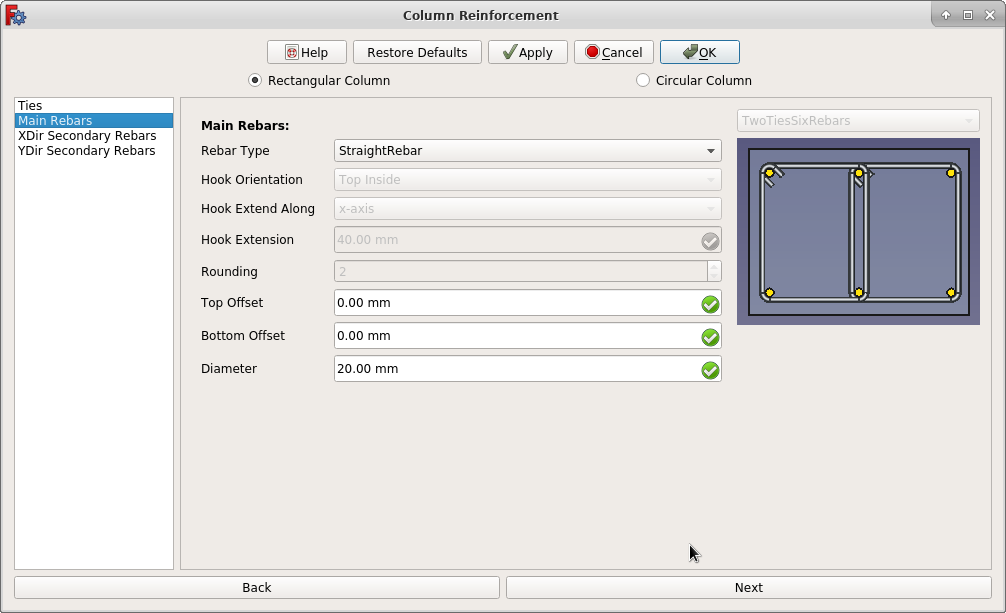 Column Reinforcement
Help Restore Defaults Apply Cancel OK
Rectangular Column Circular Column
Ties
Main Rebars
XDir Secondary Rebars
YDir Secondary Rebars
Main Rebars:
Rebar Type StraightRebar
Hook Orientation Top Inside
Hook Extend Along x-axis
Hook Extension 40.00 mm
Rounding 2
Top Offset 0.00 mm
Bottom Offset 0.00 mm
Diameter 20.00 mm
TwoTiesSixRebars
Back Next